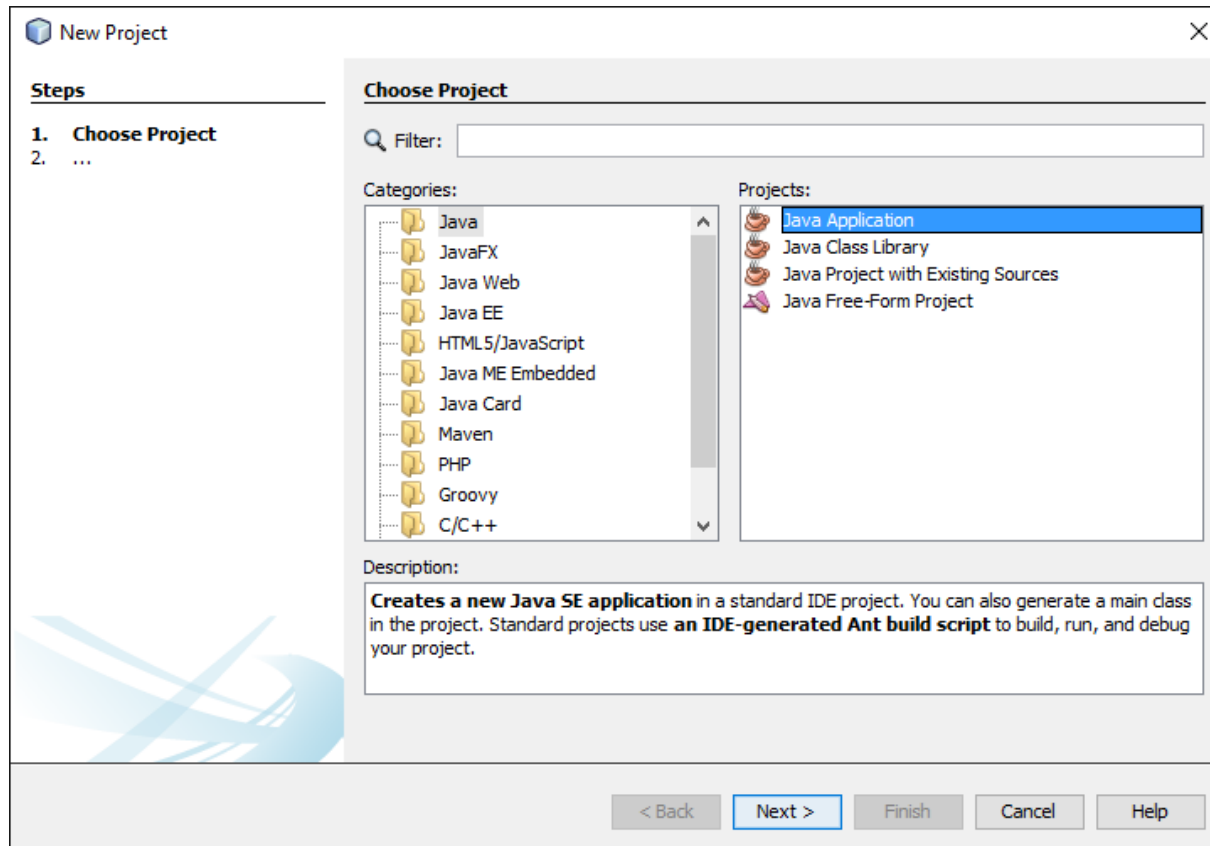 New Project
Steps
1. Choose Project
2. ...
Choose Project
Filter:
Categories:
Java
JavaFX
Java Web
Java EE
HTML5/JavaScript
Java ME Embedded
Java Card
Maven
PHP
Groovy
C/C++
Projects:
Java Application
Java Class Library
Java Project with Existing Sources
Java Free-Form Project
Description:
Creates a new Java SE application in a standard IDE project. You can also generate a main class
in the project. Standard projects use an IDE-generated Ant build script to build, run, and debug
your project.
< Back Next > Finish Cancel Help